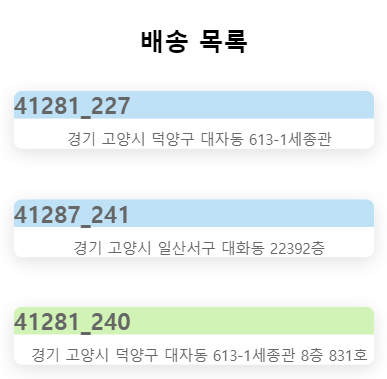 배송 목록
41281_227
경기 고양시 덕양구 대자동 613-1세종관
41287_241
경기 고양시 일산서구 대화동 22392층
41281_240
경기 고양시 덕양구 대자동 613-1세종관 8층 831호